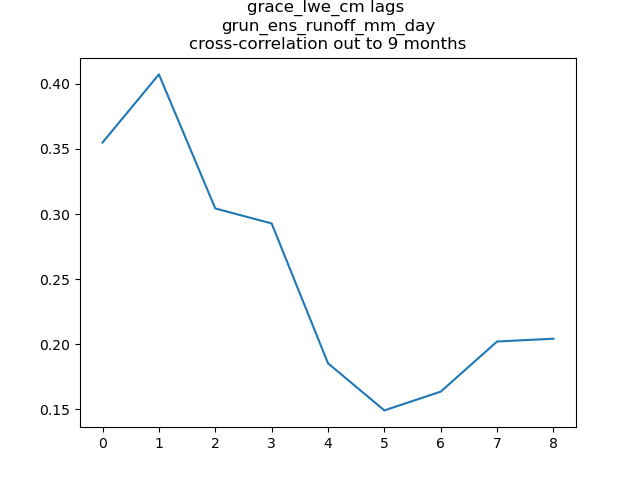 grace_lwe_cm lags
grun_ens_runoff_mm_day
cross-correlation out to 9 months
0.40
0.35
0.30
0.25
0.20
0.15
0 1 2 3 4 5 6 7 8